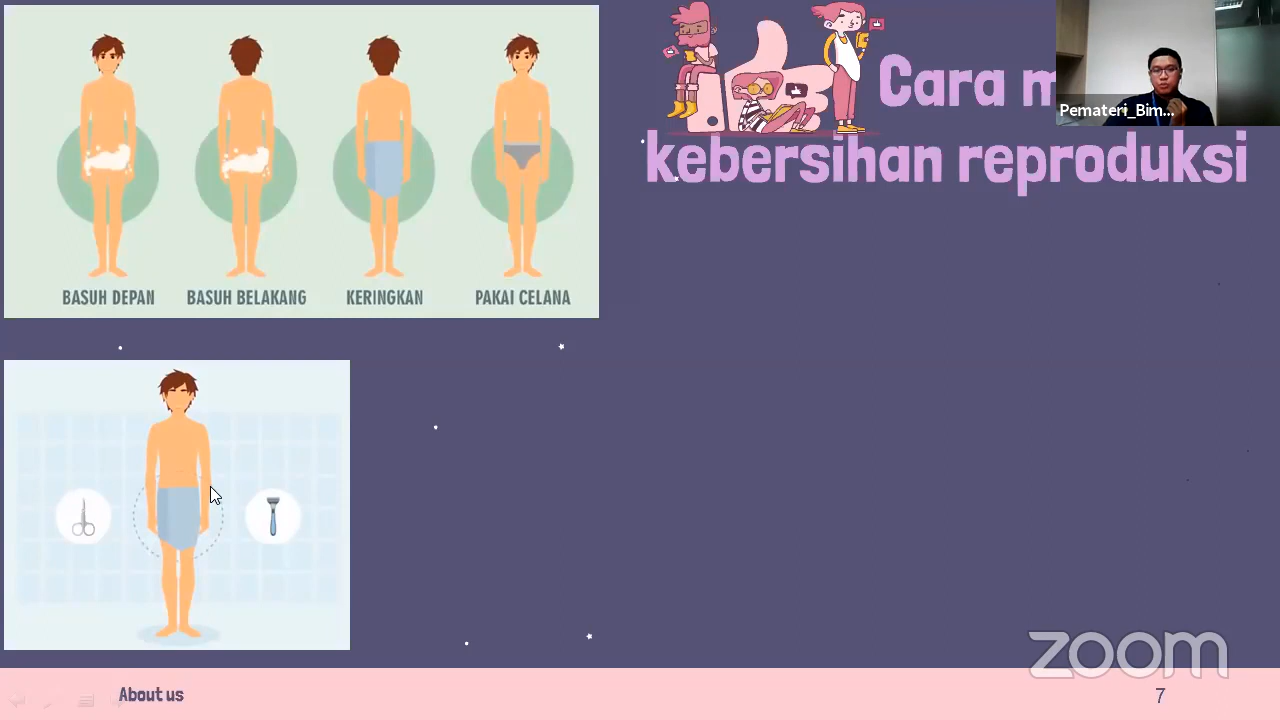 Cara m
kebersihan reproduksi
Pemateri_Bim...
BASUH DEPAN
BASUH BELAKANG
KERINGKAN
PAKAI CELANA
zoom
About us
7